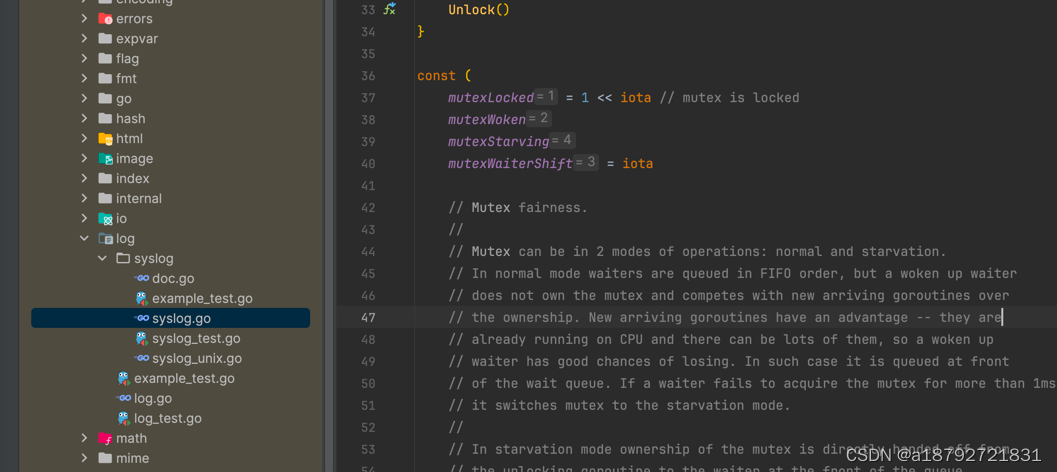 encoding
errors
expvar
flag
fmt
go
hash
html
image
index
internal
io
log
syslog
doc.go
example_test.go
syslog.go
syslog_test.go
syslog_unix.go
example_test.go
log.go
log_test.go
math
mime
33 Unlock()
34 }
35
36 const (
37 mutexLocked = 1 = 1 << iota // mutex is locked
38 mutexWoken = 2
39 mutexStarving = 4
40 mutexWaiterShift = 3 = iota
41
42 // Mutex fairness.
43 //
44 // Mutex can be in 2 modes of operations: normal and starvation.
45 // In normal mode waiters are queued in FIFO order, but a woken up waiter
46 // does not own the mutex and competes with new arriving goroutines over
47 // the ownership. New arriving goroutines have an advantage -- they are
48 // already running on CPU and there can be lots of them, so a woken up
49 // waiter has good chances of losing. In such case it is queued at front
50 // of the wait queue. If a waiter fails to acquire the mutex for more than 1ms
51 // it switches mutex to the starvation mode.
52 //
53 // In starvation mode ownership of the mutex is directly handed off from
54 // the unlocking goroutine to the waiter at the front of the queue
CSDN @a18792721831